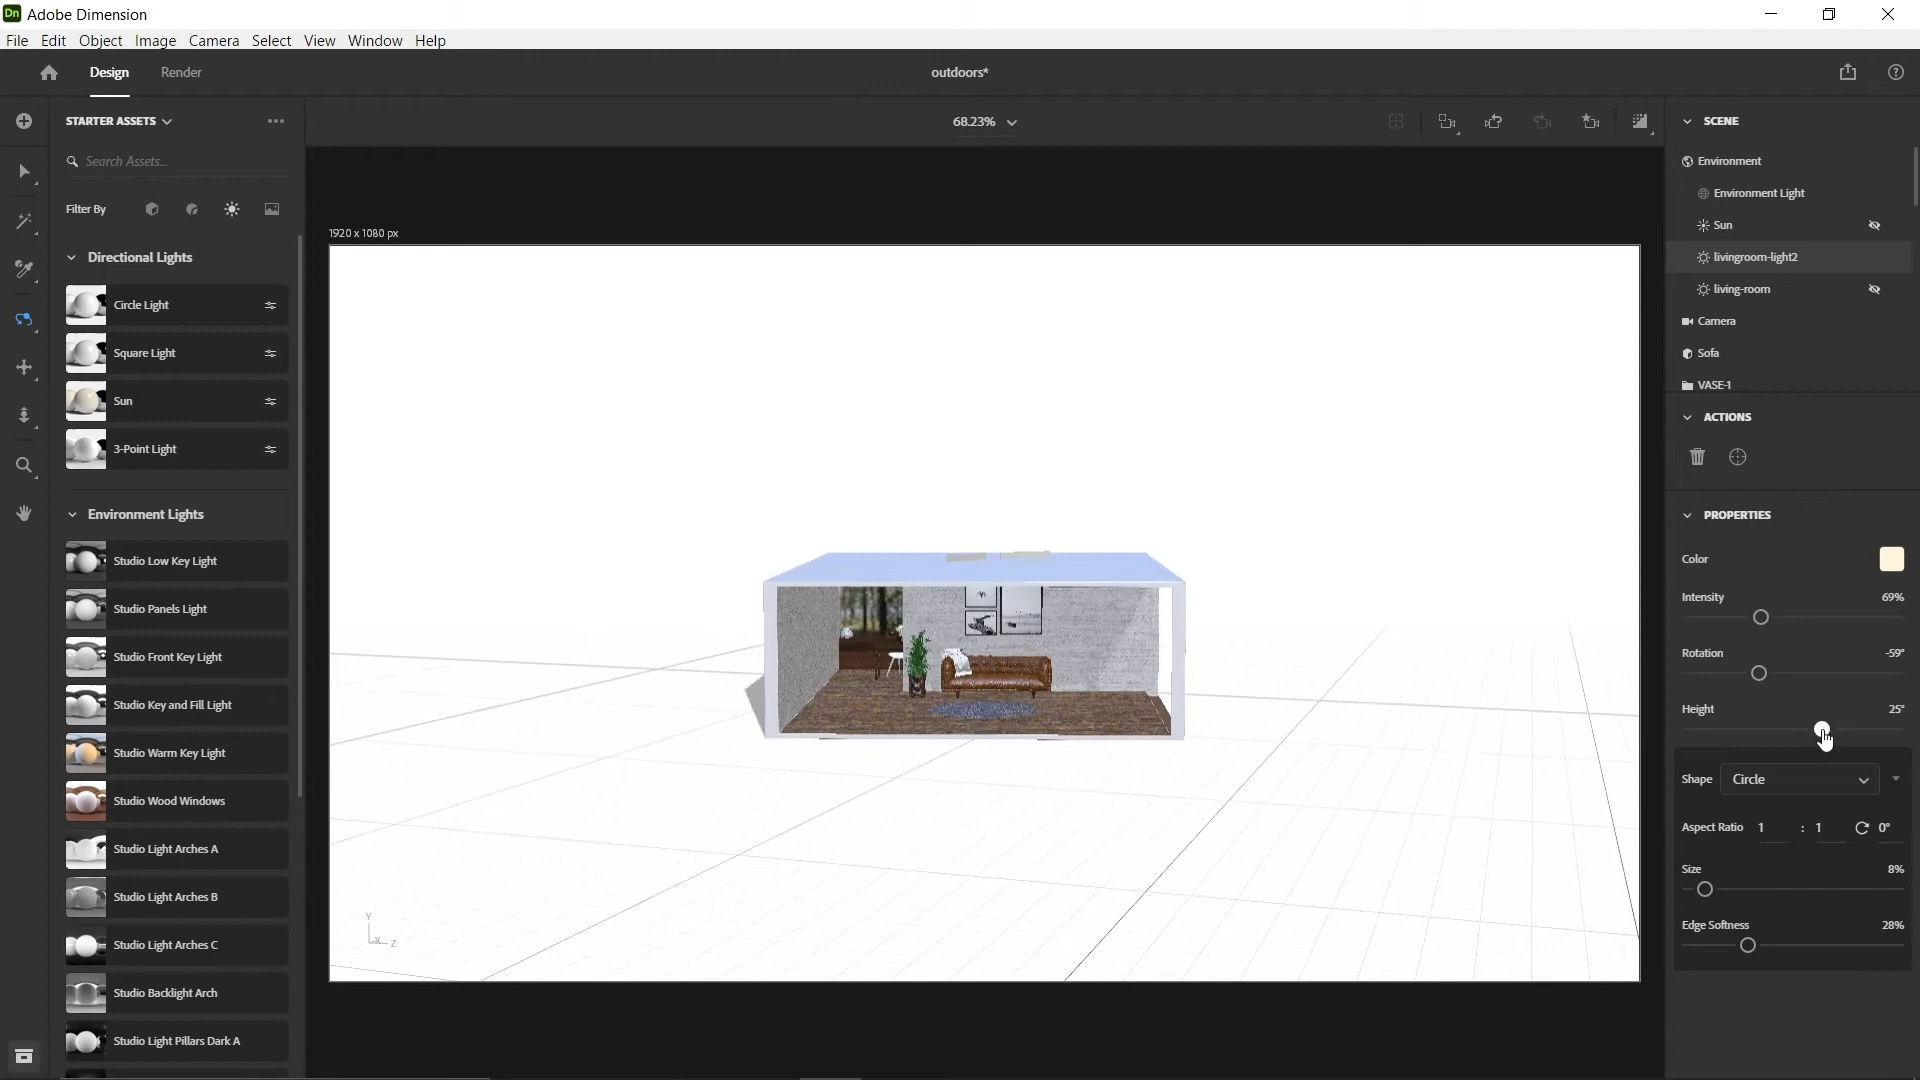 Dn Adobe Dimension
File Edit Object Image Camera Select View Window Help
Design Render outdoors*
STARTER ASSETS
Search Assets...
Filter By
Directional Lights
Circle Light
Square Light
Sun
3-Point Light
Environment Lights
Studio Low Key Light
Studio Panels Light
Studio Front Key Light
Studio Key and Fill Light
Studio Warm Key Light
Studio Wood Windows
Studio Light Arches A
Studio Light Arches B
Studio Light Arches C
Studio Backlight Arch
Studio Light Pillars Dark A
68.23%
1920 x 1080 px
Y
X Z
SCENE
Environment
Environment Light
Sun
livingroom-light2
living-room
Camera
Sofa
VASE-1
ACTIONS
PROPERTIES
Color
Intensity 69%
Rotation -59°
Height 25°
Shape Circle
Aspect Ratio 1 : 1 0°
Size 8%
Edge Softness 28%